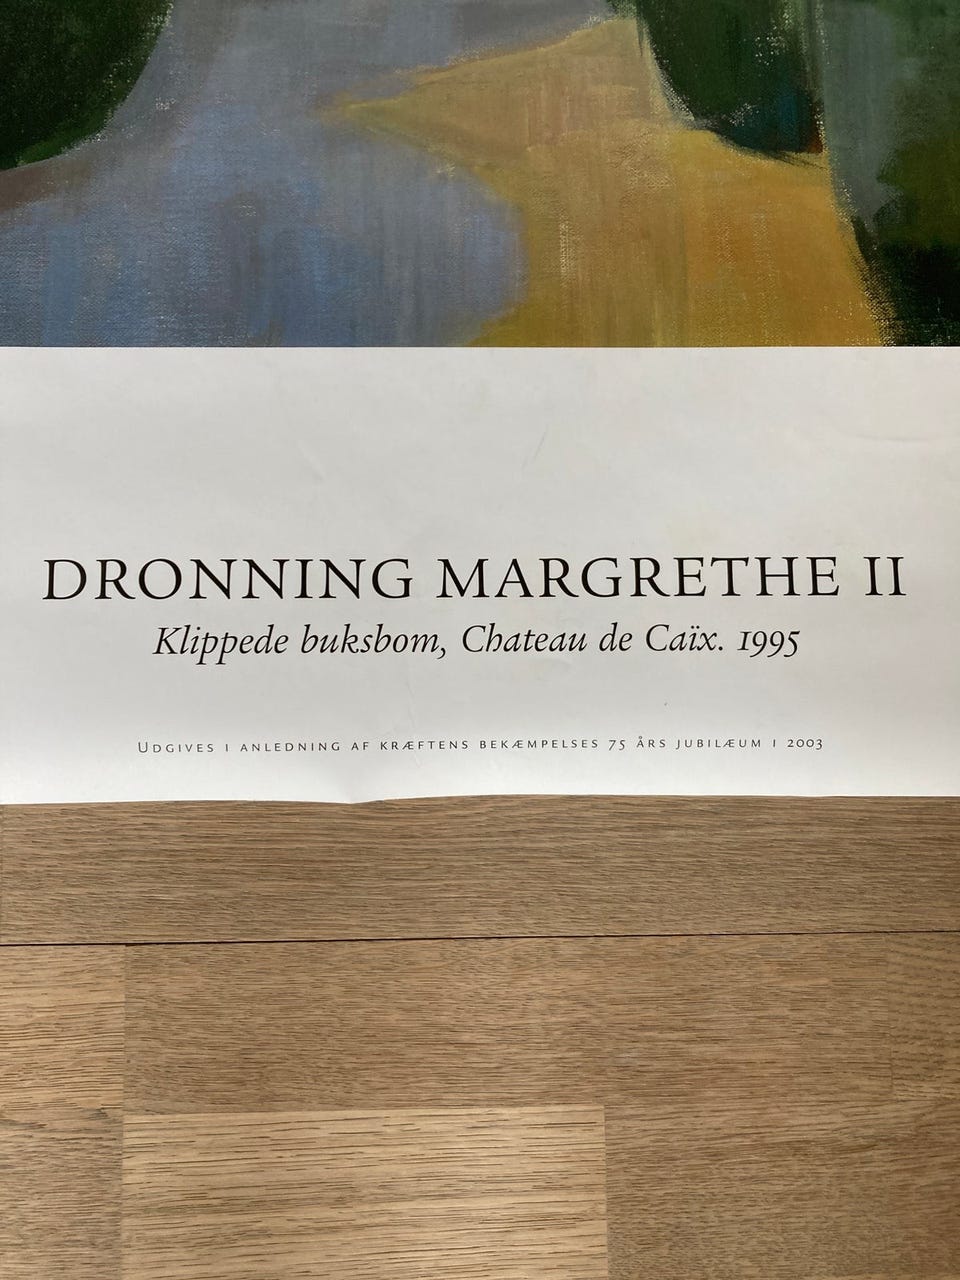 DRONNING MARGRETHE II
Klippede buksbom, Chateau de Caïx. 1995
Udgives i anledning af kræftens bekæmpelses 75 års jubilæum i 2003